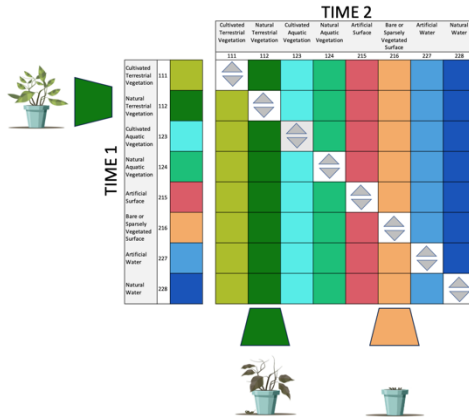 TIME 2
Cultivated Terrestrial Vegetation
Natural Terrestrial Vegetation
Cultivated Aquatic Vegetation
Natural Aquatic Vegetation
Artificial Surface
Bare or Sparsely Vegetated Surface
Artificial Water
Natural Water
111 112 123 124 215 216 227 228
TIME 1
Cultivated
Terrestrial
Vegetation
111
Natural
Terrestrial
Vegetation
112
Cultivated
Aquatic
Vegetation
123
Natural
Aquatic
Vegetation
124
Artificial
Surface
215
Bare or
Sparsely
Vegetated
Surface
216
Artificial
Water
227
Natural
Water
228